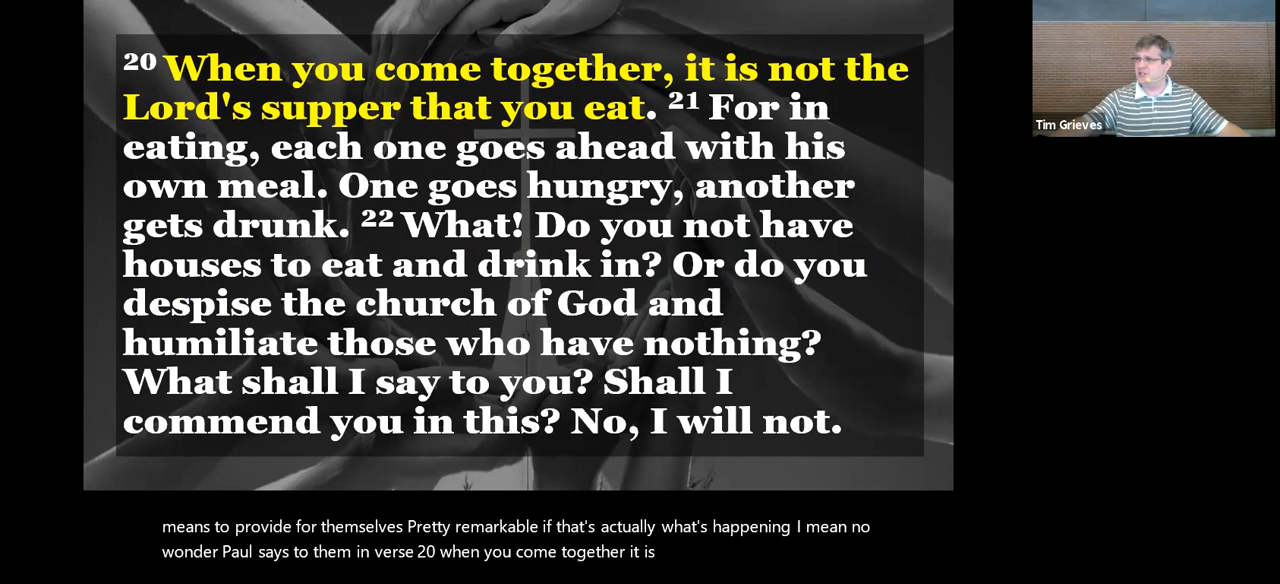 20 When you come together, it is not the
Lord's supper that you eat. 21 For in
eating, each one goes ahead with his
own meal. One goes hungry, another
gets drunk. 22 What! Do you not have
houses to eat and drink in? Or do you
despise the church of God and
humiliate those who have nothing?
What shall I say to you? Shall I
commend you in this? No, I will not.
Tim Grieves
means to provide for themselves Pretty remarkable if that's actually what's happening I mean no
wonder Paul says to them in verse 20 when you come together it is